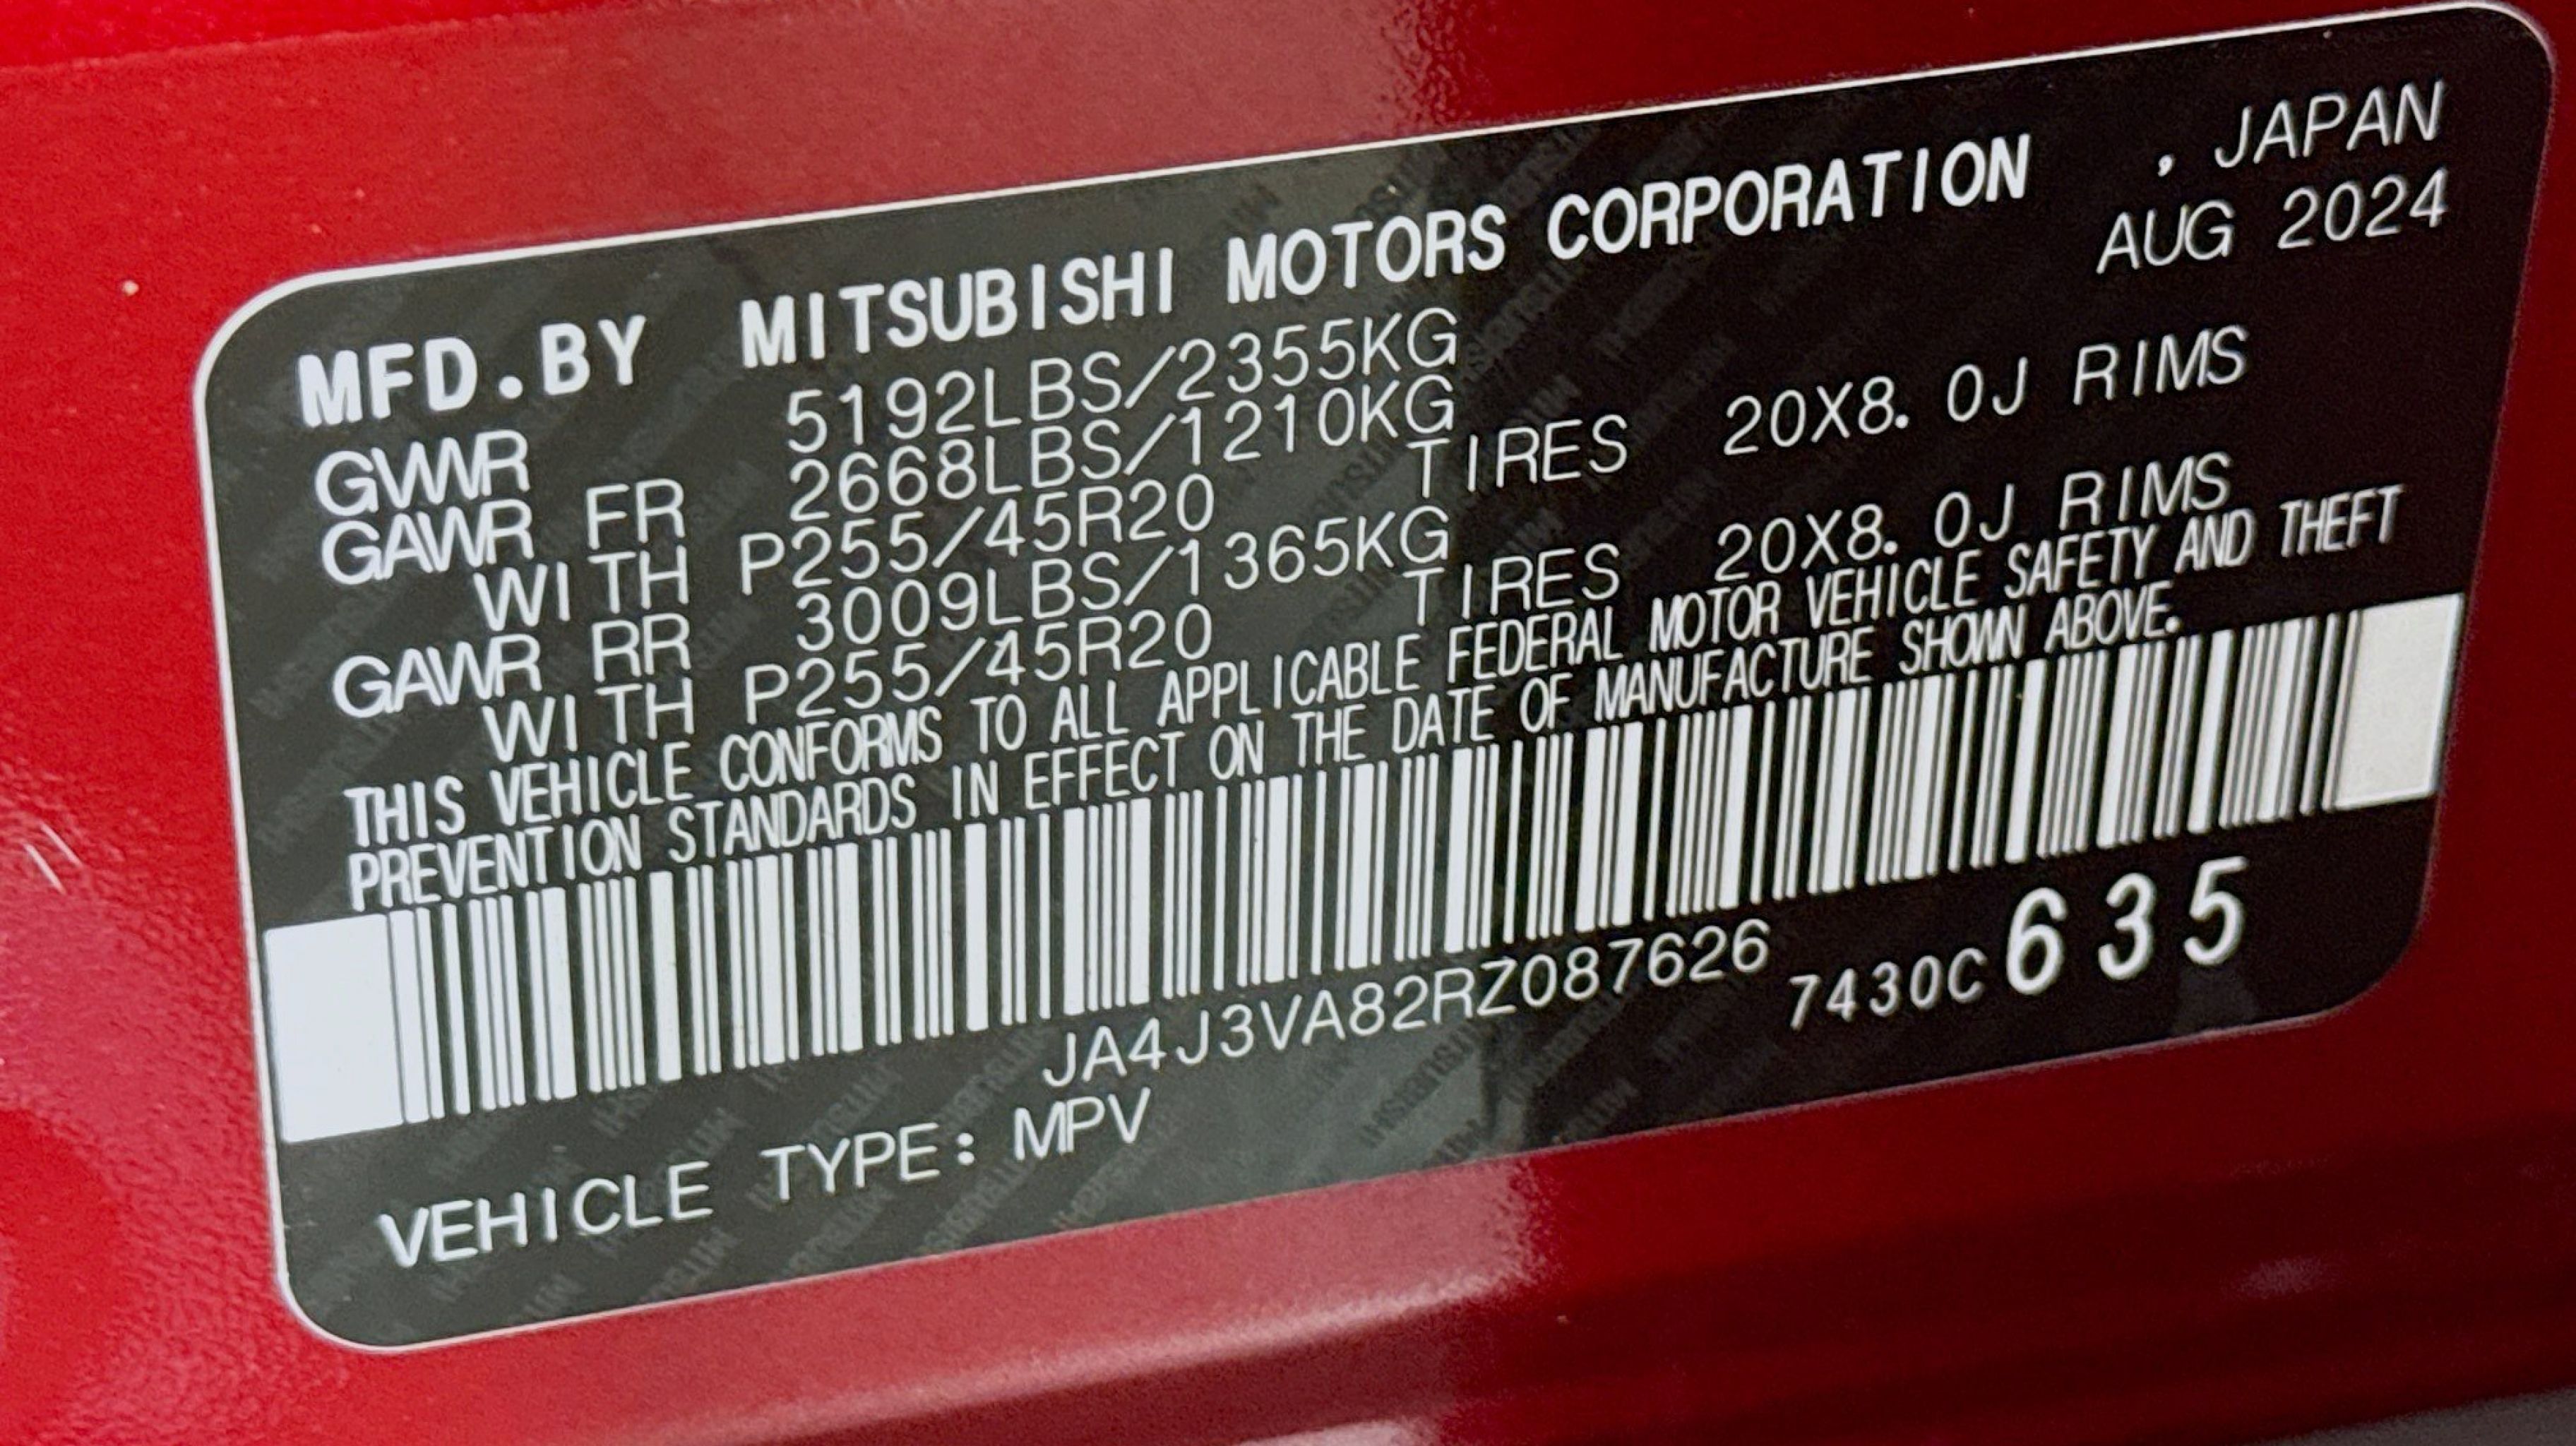 MFD.BY MITSUBISHI MOTORS CORPORATION , JAPAN
AUG 2024
GVWR 5192LBS/2355KG
GAWR FR 2668LBS/1210KG
WITH P255/45R20 TIRES 20X8.0J RIMS
GAWR RR 3009LBS/1365KG
WITH P255/45R20 TIRES 20X8.0J RIMS
THIS VEHICLE CONFORMS TO ALL APPLICABLE FEDERAL MOTOR VEHICLE SAFETY AND THEFT
PREVENTION STANDARDS IN EFFECT ON THE DATE OF MANUFACTURE SHOWN ABOVE.
JA4J3VA82RZ087626 7430C635
VEHICLE TYPE: MPV